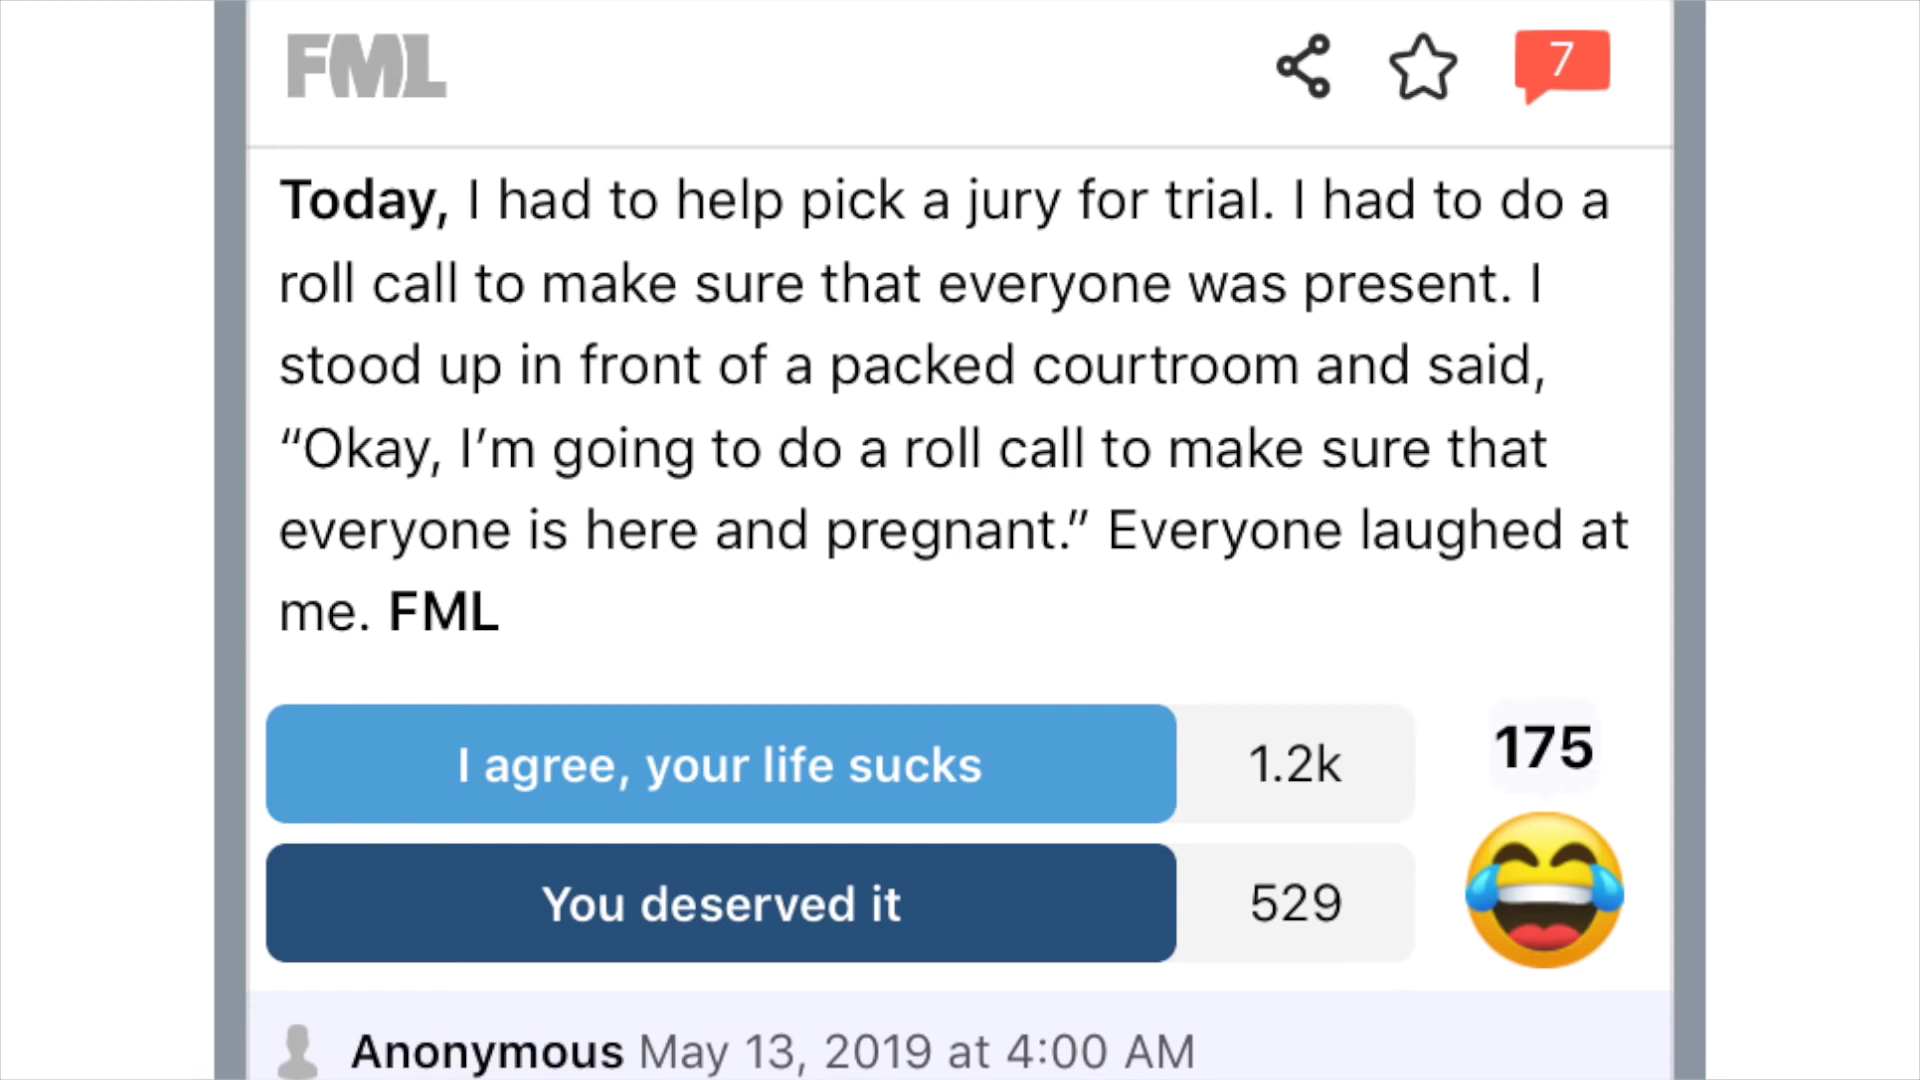 FML
7
Today, I had to help pick a jury for trial. I had to do a
roll call to make sure that everyone was present. I
stood up in front of a packed courtroom and said,
“Okay, I’m going to do a roll call to make sure that
everyone is here and pregnant.” Everyone laughed at
me. FML
I agree, your life sucks 1.2k
175
You deserved it 529
Anonymous May 13, 2019 at 4:00 AM